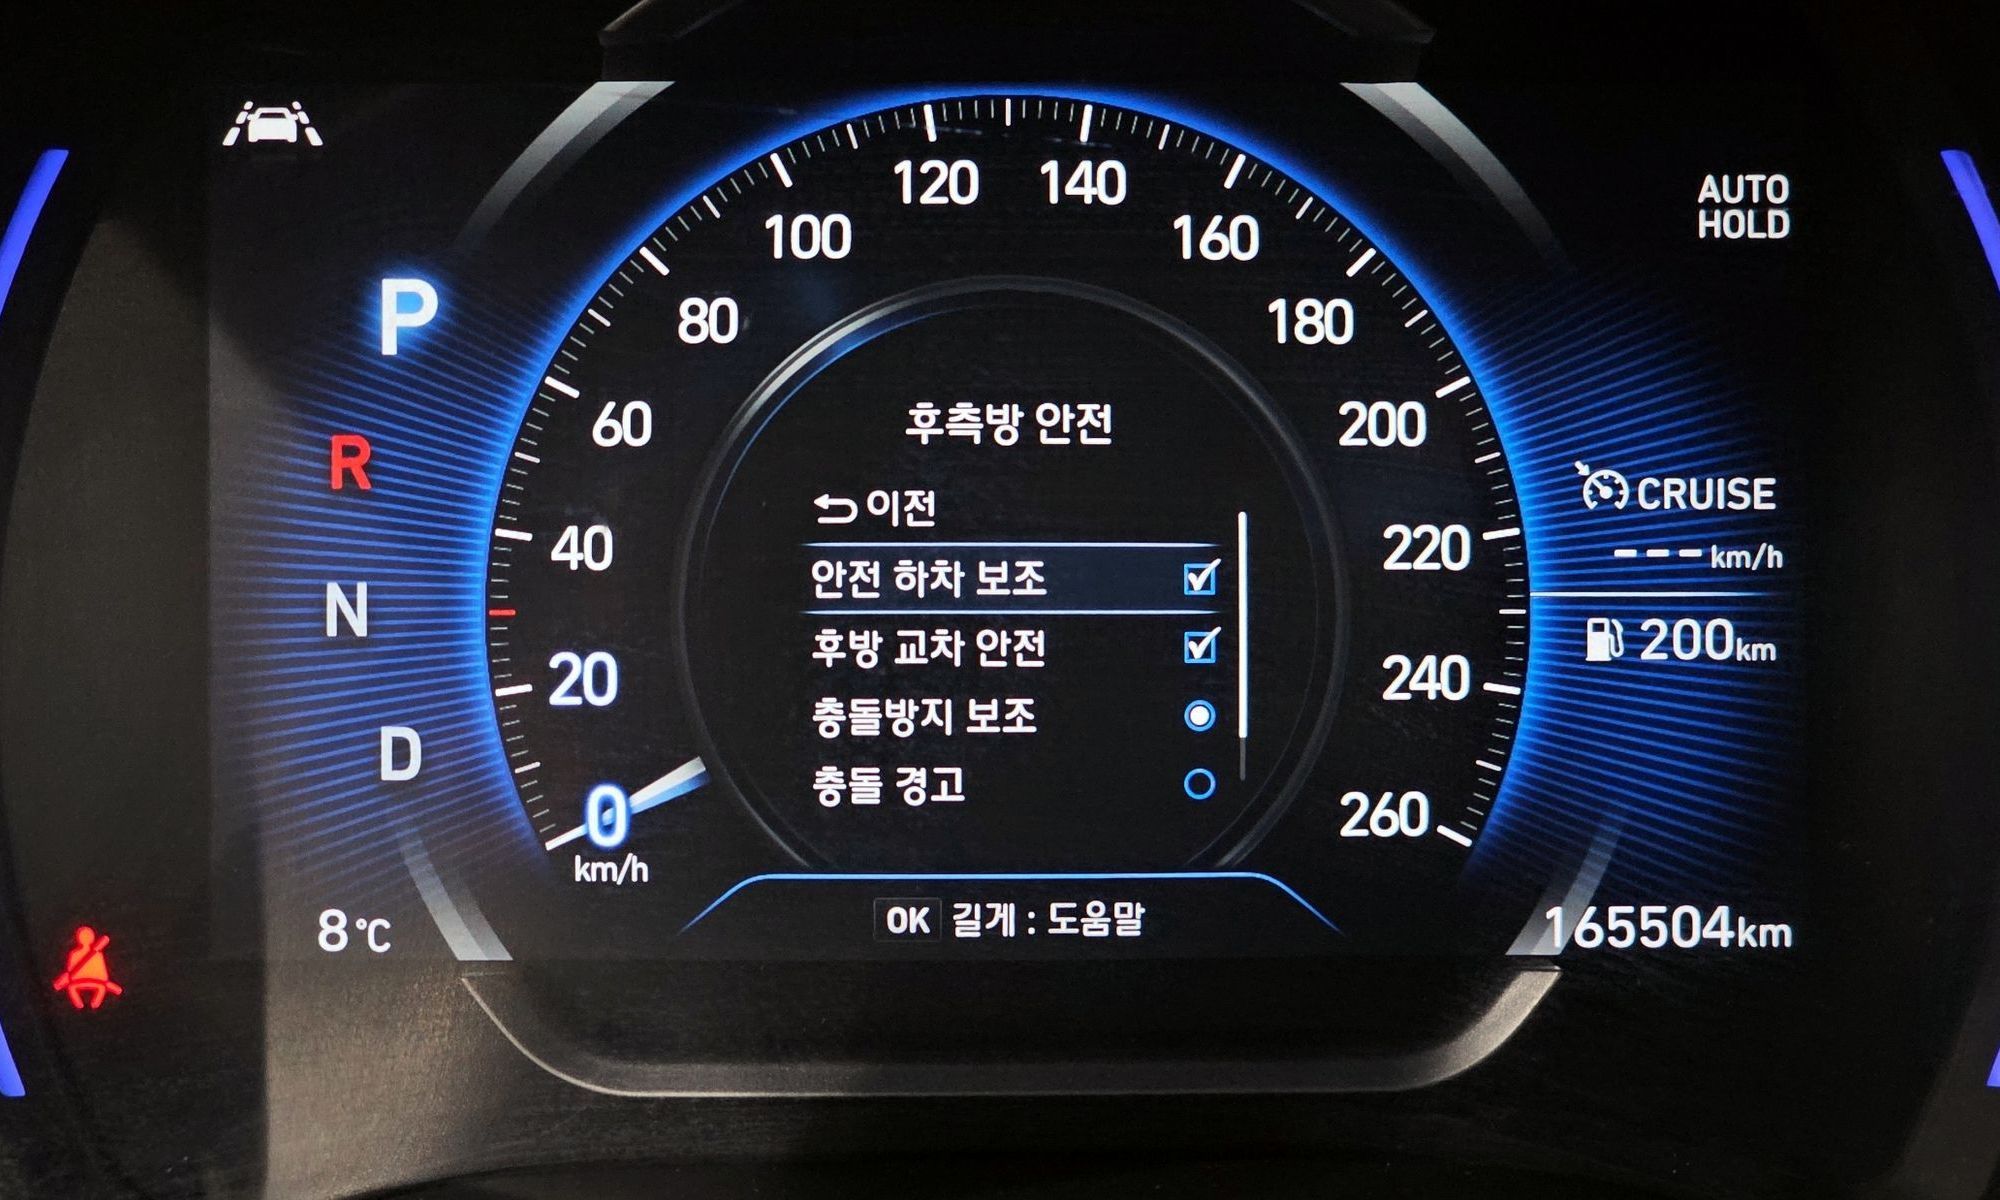 AUTO
HOLD
P
R
N
D
0
20
40
60
80
100
120
140
160
180
200
220
240
260
km/h
후측방 안전
이전
안전 하차 보조
후방 교차 안전
충돌방지 보조
충돌 경고
OK 길게 : 도움말
CRUISE
--- km/h
200km
8°C
165504km